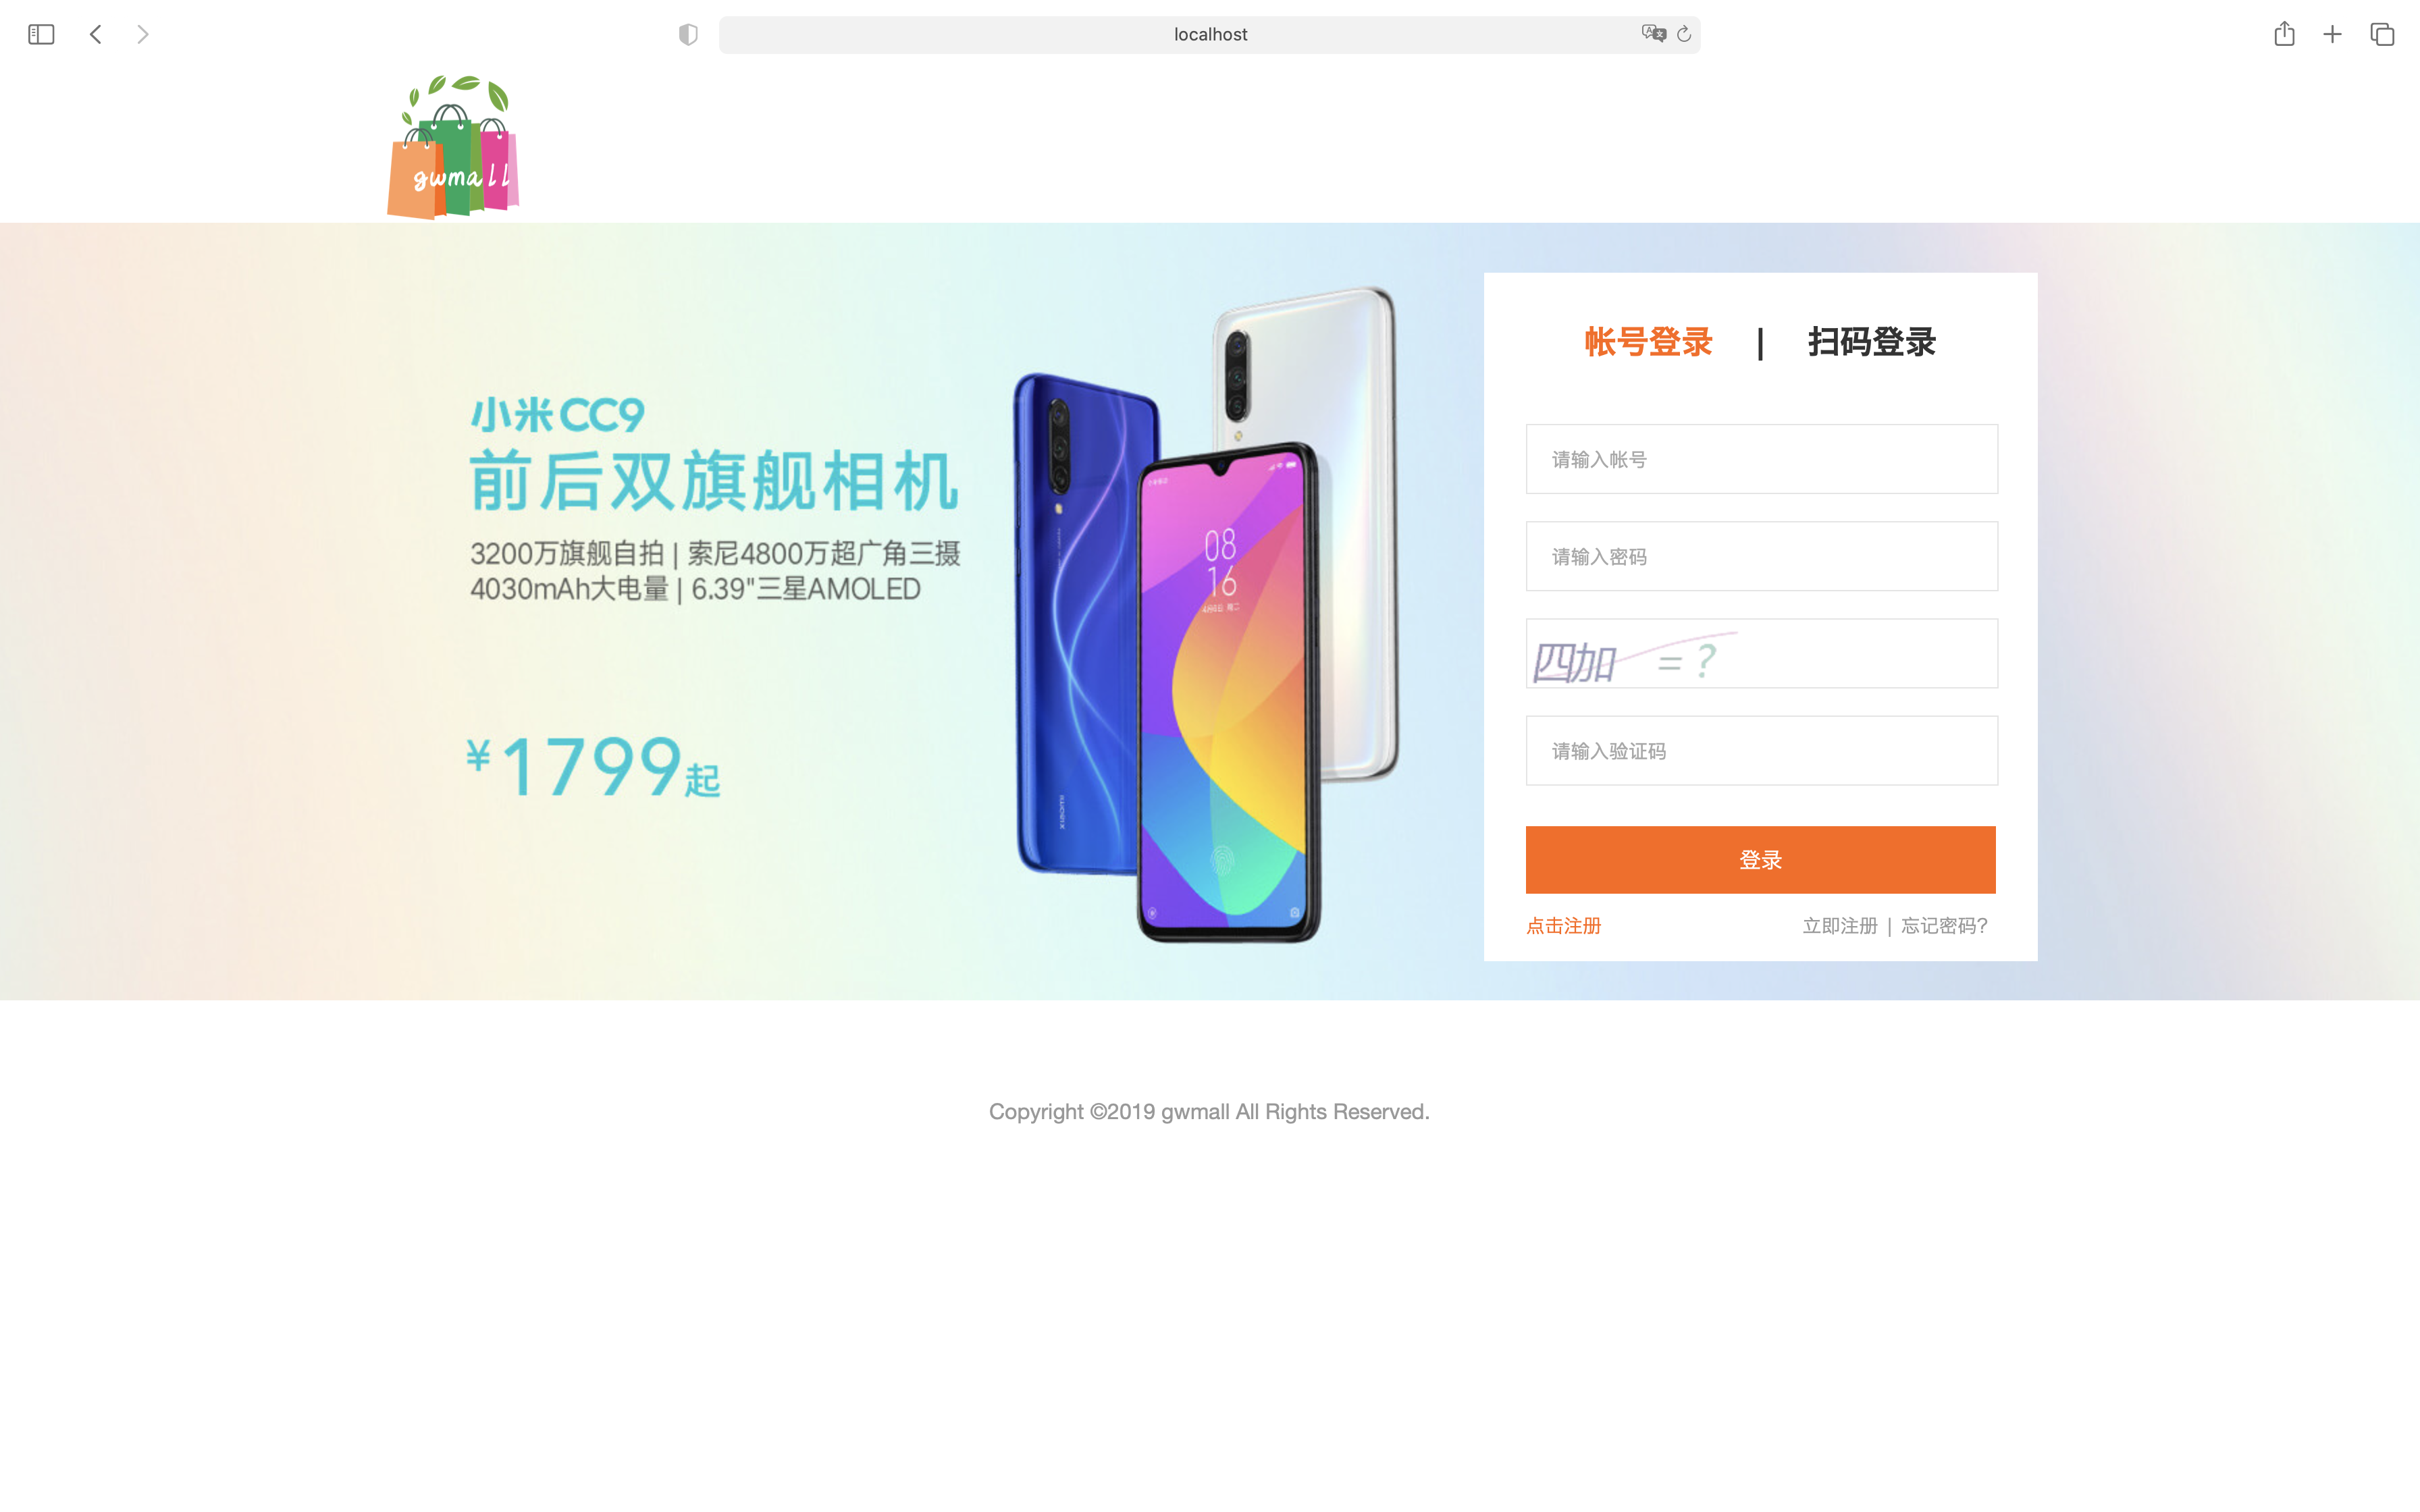 localhost
gwmall
帐号登录 | 扫码登录
小米CC9
前后双旗舰相机
3200万旗舰自拍 | 索尼4800万超广角三摄
4030mAh大电量 | 6.39"三星AMOLED
¥1799起
08
16
请输入帐号
请输入密码
四加 = ?
请输入验证码
登录
点击注册
立即注册 | 忘记密码?
Copyright ©2019 gwmall All Rights Reserved.